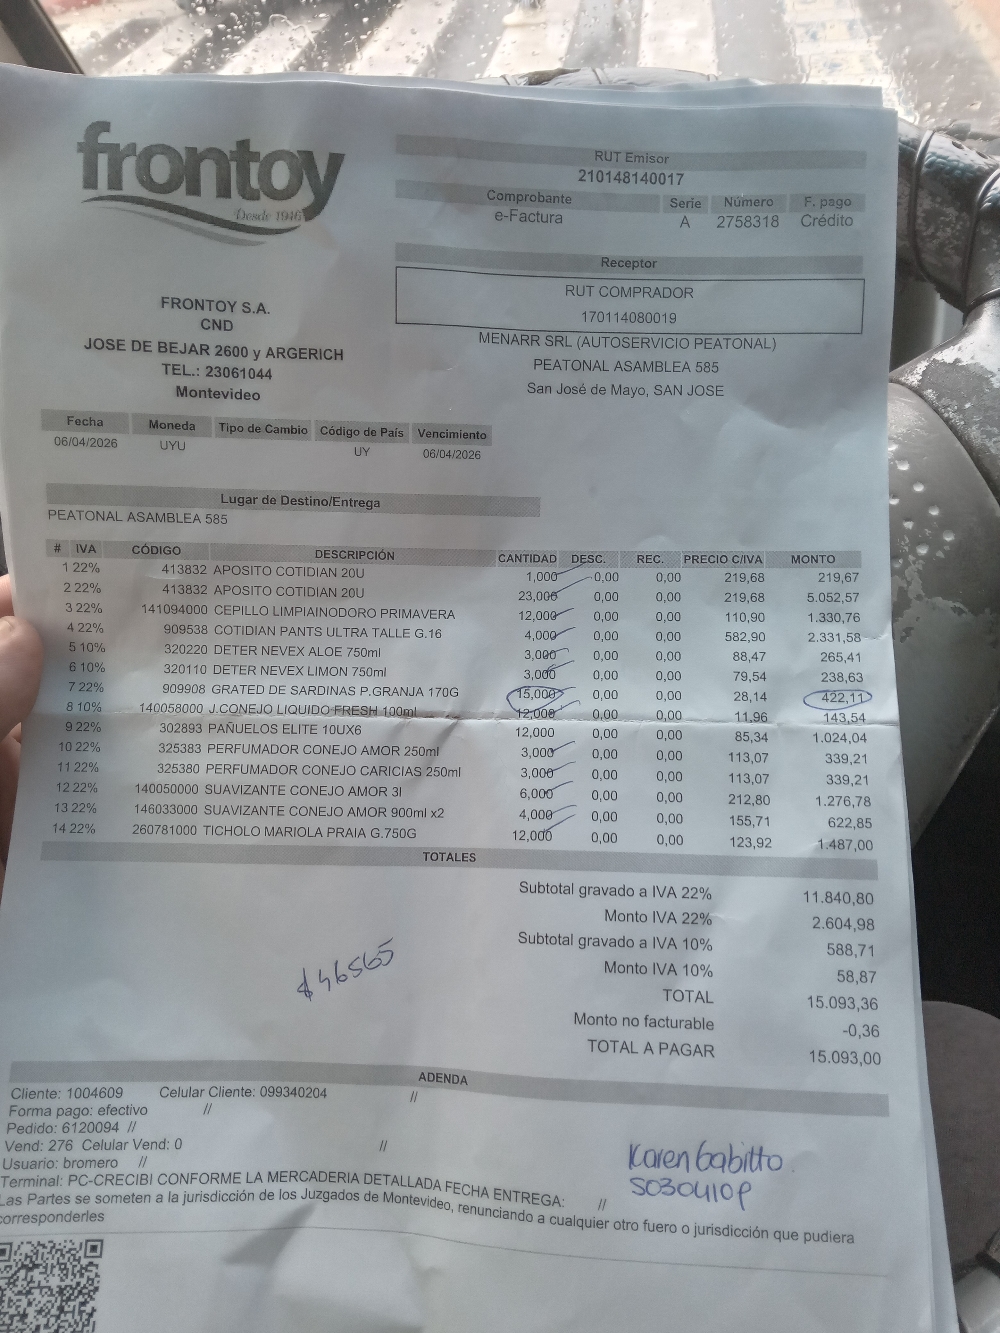 frontoy
Desde 1946
RUT Emisor
210148140017
Comprobante Serie Número F. pago
e-Factura A 2758318 Crédito
Receptor
RUT COMPRADOR
170114080019
MENARR SRL (AUTOSERVICIO PEATONAL)
PEATONAL ASAMBLEA 585
San José de Mayo, SAN JOSE
FRONTOY S.A.
CND
JOSE DE BEJAR 2600 y ARGERICH
TEL.: 23061044
Montevideo
Fecha Moneda Tipo de Cambio Código de País Vencimiento
06/04/2026 UYU UY 06/04/2026
Lugar de Destino/Entrega
PEATONAL ASAMBLEA 585
# IVA CÓDIGO DESCRIPCIÓN CANTIDAD DESC. REC. PRECIO C/IVA MONTO
1 22% 413832 APOSITO COTIDIAN 20U 1,000 0,00 0,00 219,68 219,67
2 22% 413832 APOSITO COTIDIAN 20U 23,000 0,00 0,00 219,68 5.052,57
3 22% 141094000 CEPILLO LIMPIAINODORO PRIMAVERA 12,000 0,00 0,00 110,90 1.330,76
4 22% 909538 COTIDIAN PANTS ULTRA TALLE G.16 4,000 0,00 0,00 582,90 2.331,58
5 10% 320220 DETER NEVEX ALOE 750ml 3,000 0,00 0,00 88,47 265,41
6 10% 320110 DETER NEVEX LIMON 750ml 3,000 0,00 0,00 79,54 238,63
7 22% 909908 GRATED DE SARDINAS P.GRANJA 170G 15,000 0,00 0,00 28,14 422,11
8 10% 140058000 J.CONEJO LIQUIDO FRESH 100ml 12,000 0,00 0,00 11,96 143,54
9 22% 302893 PAÑUELOS ELITE 10UX6 12,000 0,00 0,00 85,34 1.024,04
10 22% 325383 PERFUMADOR CONEJO AMOR 250ml 3,000 0,00 0,00 113,07 339,21
11 22% 325380 PERFUMADOR CONEJO CARICIAS 250ml 3,000 0,00 0,00 113,07 339,21
12 22% 140050000 SUAVIZANTE CONEJO AMOR 3l 6,000 0,00 0,00 212,80 1.276,78
13 22% 146033000 SUAVIZANTE CONEJO AMOR 900ml x2 4,000 0,00 0,00 155,71 622,85
14 22% 260781000 TICHOLO MARIOLA PRAIA G.750G 12,000 0,00 0,00 123,92 1.487,00
TOTALES
Subtotal gravado a IVA 22% 11.840,80
Monto IVA 22% 2.604,98
Subtotal gravado a IVA 10% 588,71
Monto IVA 10% 58,87
TOTAL 15.093,36
Monto no facturable -0,36
TOTAL A PAGAR 15.093,00
$46565
ADENDA
Cliente: 1004609 Celular Cliente: 099340204 //
Forma pago: efectivo //
Pedido: 6120094 //
Vend: 276 Celular Vend: 0 //
Usuario: bromero //
Terminal: PC-CRECIBI CONFORME LA MERCADERIA DETALLADA FECHA ENTREGA: //
Las Partes se someten a la jurisdicción de los Juzgados de Montevideo, renunciando a cualquier otro fuero o jurisdicción que pudiera
corresponderles
Karen Gabitto